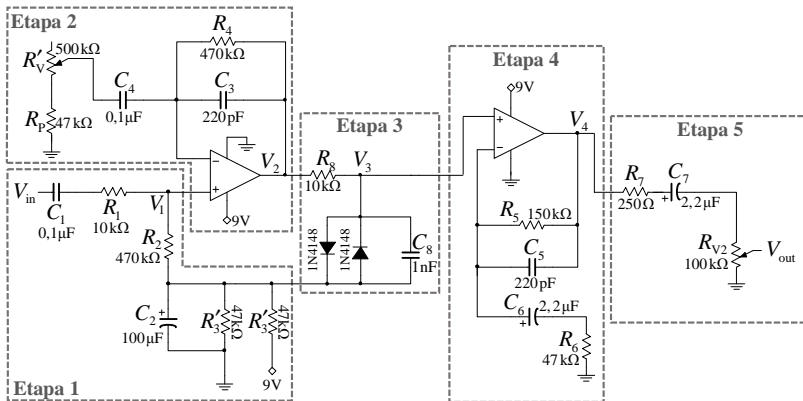 Etapa 2
R'V
500kΩ
RP
47kΩ
C4
0,1µF
R4
470kΩ
C3
220pF
−
+
V2
9V
Etapa 1
Vin
C1
0,1µF
R1
10kΩ
V1
R2
470kΩ
C2
+
100µF
R'3
47kΩ
R'3
47kΩ
9V
Etapa 3
R8
10kΩ
V3
1N4148
1N4148
C8
1nF
Etapa 4
9V
+
−
V4
R5
150kΩ
C5
220pF
C6
+
2,2µF
R6
47kΩ
Etapa 5
R7
250Ω
C7
+
2,2µF
RV2
100kΩ
Vout